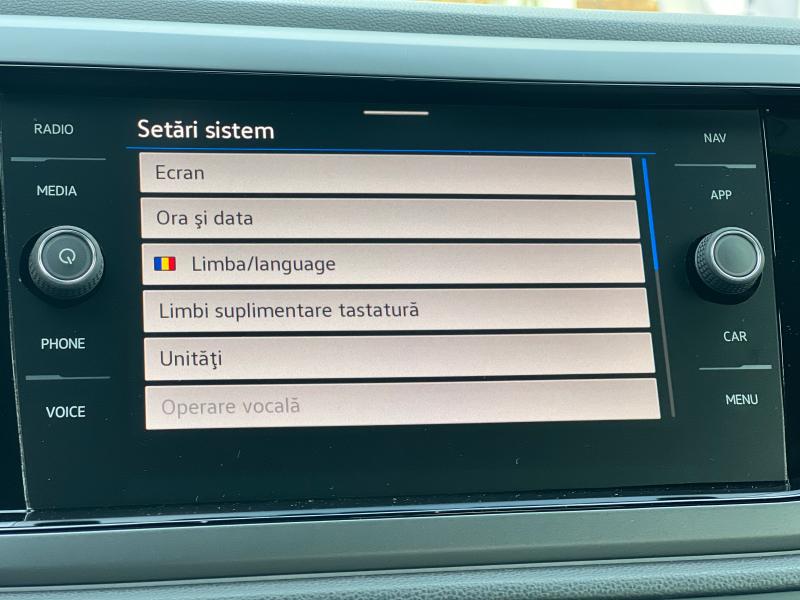 RADIO
MEDIA
PHONE
VOICE
Setări sistem
Ecran
Ora şi data
Limba/language
Limbi suplimentare tastatură
Unităţi
Operare vocală
NAV
APP
CAR
MENU